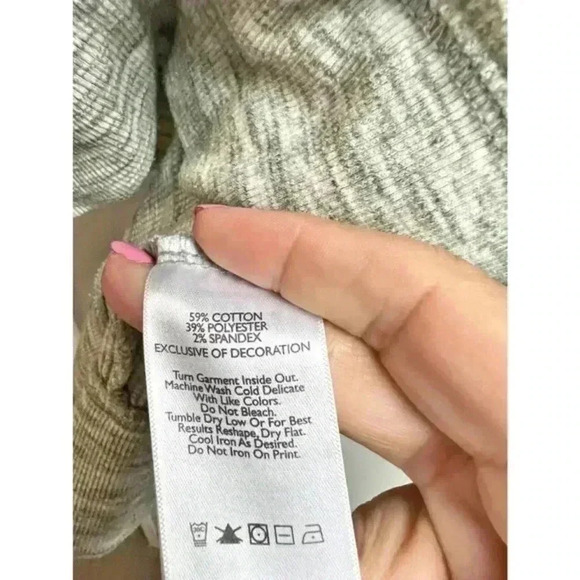 59% COTTON
39% POLYESTER
2% SPANDEX
EXCLUSIVE OF DECORATION
Turn Garment Inside Out.
Machine Wash Cold Delicate
With Like Colors.
Do Not Bleach.
Tumble Dry Low Or For Best
Results Reshape, Dry Flat.
Cool Iron As Desired.
Do Not Iron On Print.